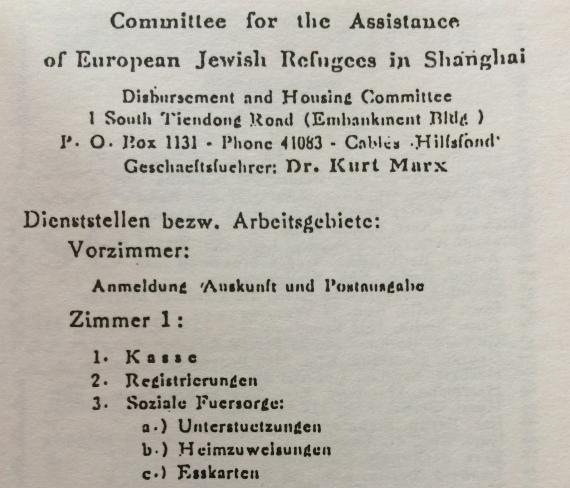 Committee for the Assistance
of European Jewish Refugees in Shanghai
Disbursement and Housing Committee
1 South Tiendong Road (Embankment Bldg )
P. O. Box 1131 - Phone 41083 - Cables ·Hilfsfond·
Geschaeftsfuehrer: Dr. Kurt Marx
Dienststellen bezw. Arbeitsgebiete:
Vorzimmer:
Anmeldung Auskunft und Postausgabe
Zimmer 1:
1. Kasse
2. Registrierungen
3. Soziale Fuersorge:
a.) Unterstuetzungen
b.) Heimzuweisungen
c.) Esskarten